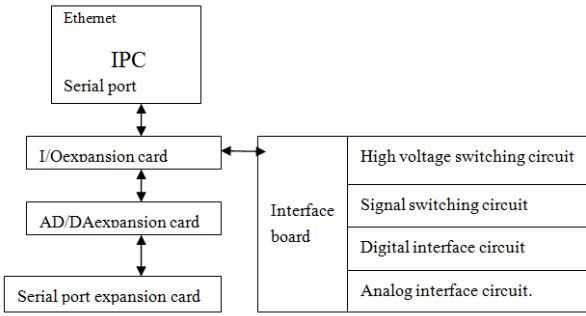 Ethernet
IPC
Serial port
I/Oexpansion card
AD/DAexpansion card
Serial port expansion card
Interface
board
High voltage switching circuit
Signal switching circuit
Digital interface circuit
Analog interface circuit.